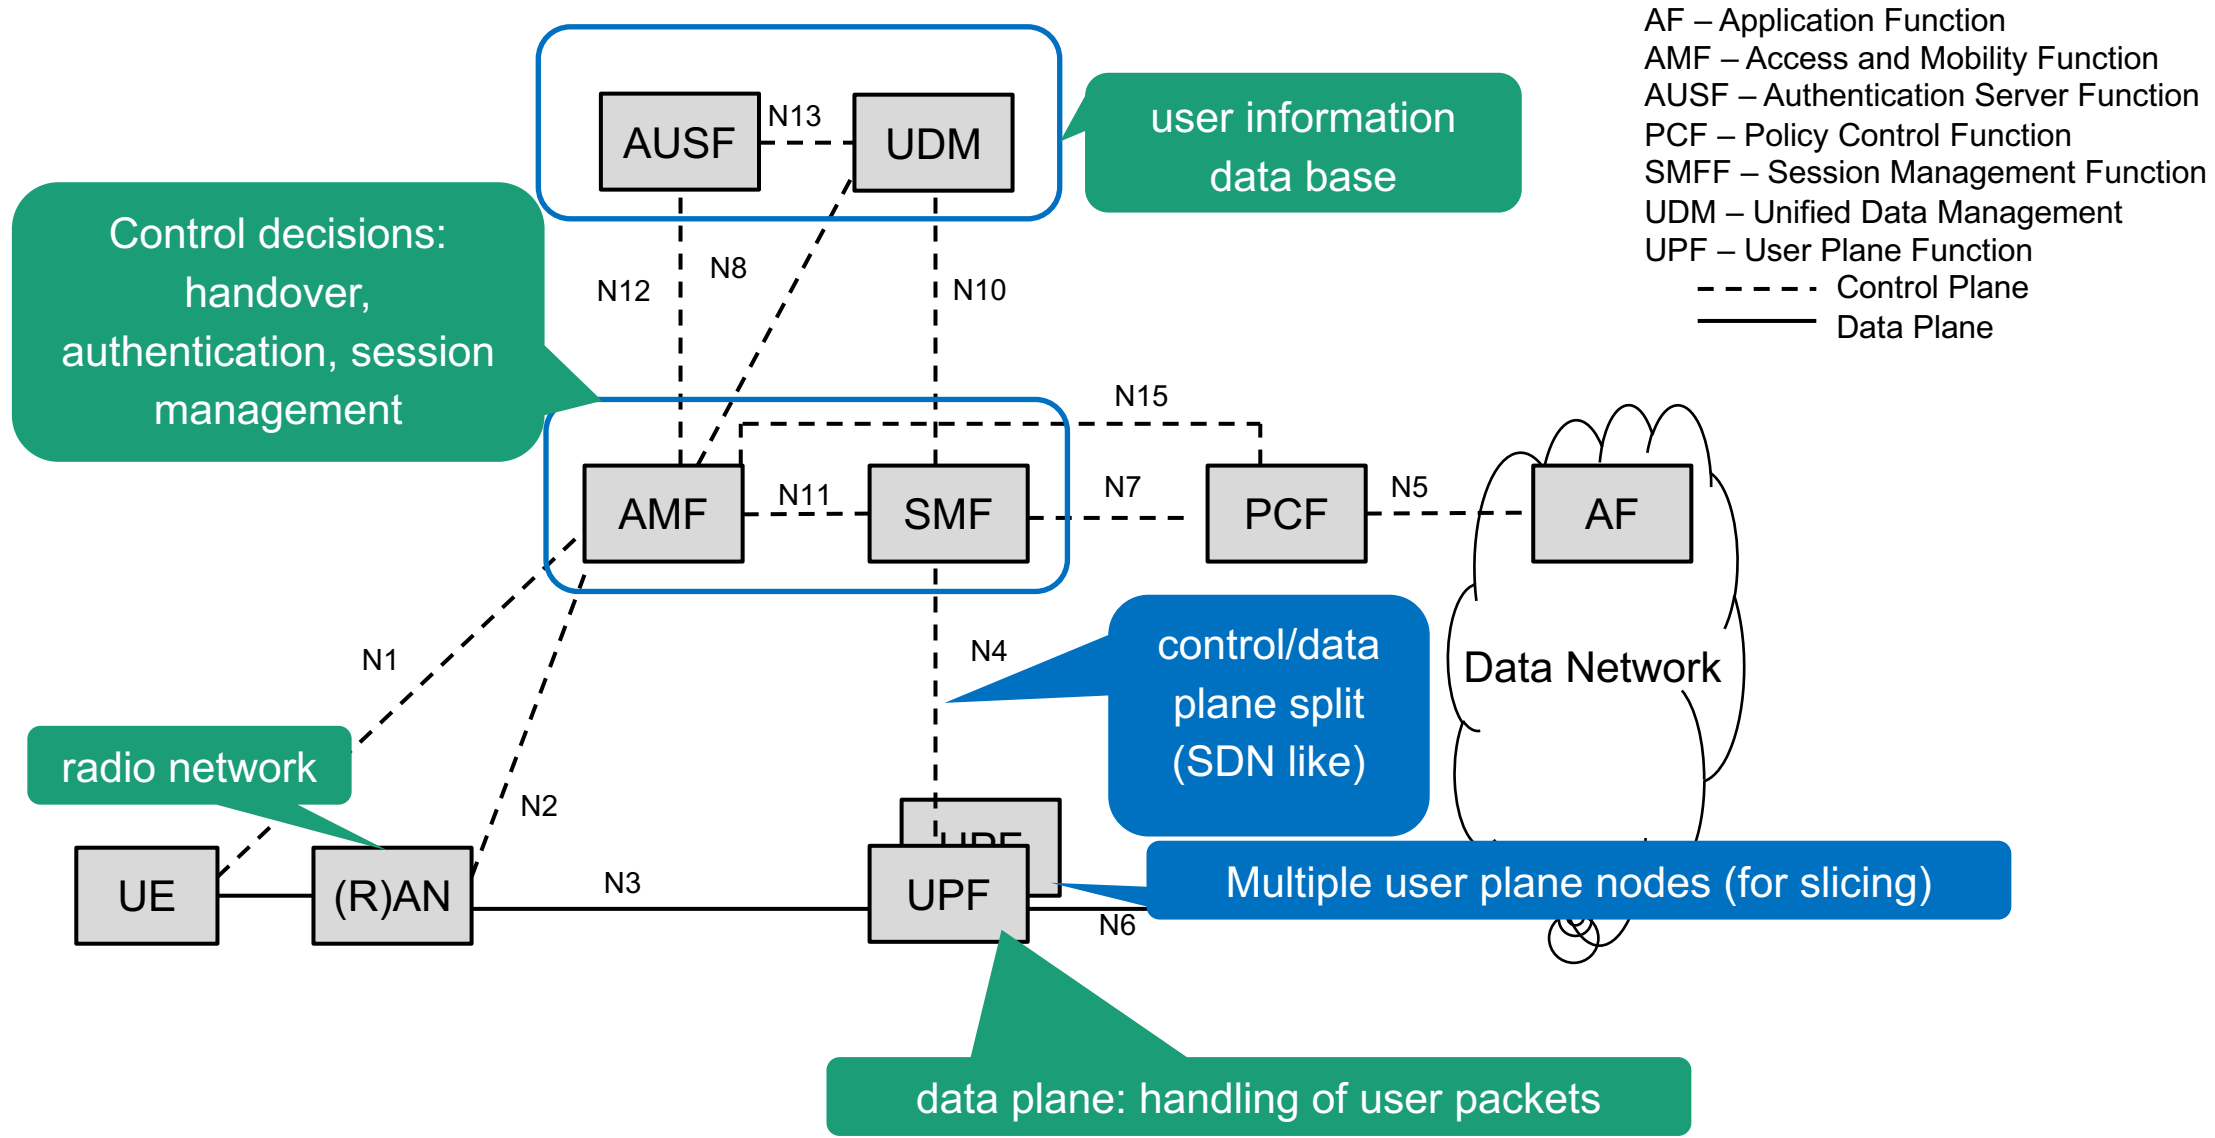 AF – Application Function
AMF – Access and Mobility Function
AUSF – Authentication Server Function
PCF – Policy Control Function
SMFF – Session Management Function
UDM – Unified Data Management
UPF – User Plane Function
Control Plane
Data Plane
AUSF
N13
UDM
user information
data base
Control decisions:
handover,
authentication, session
management
N12
N8
N10
N15
AMF
N11
SMF
N7
PCF
N5
AF
N1
N4
control/data
plane split
(SDN like)
Data Network
radio network
N2
UPF
UE
(R)AN
N3
UPF
Multiple user plane nodes (for slicing)
N6
data plane: handling of user packets